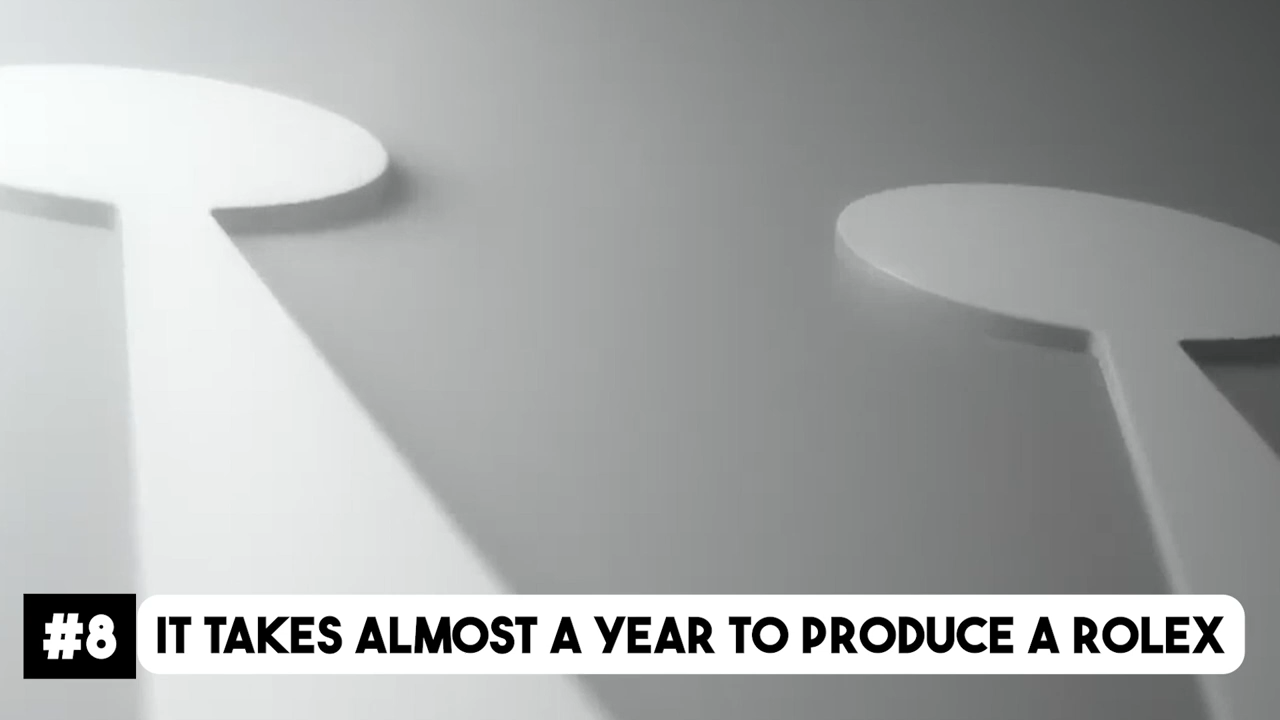 #8 IT TAKES ALMOST A YEAR TO PRODUCE A ROLEX